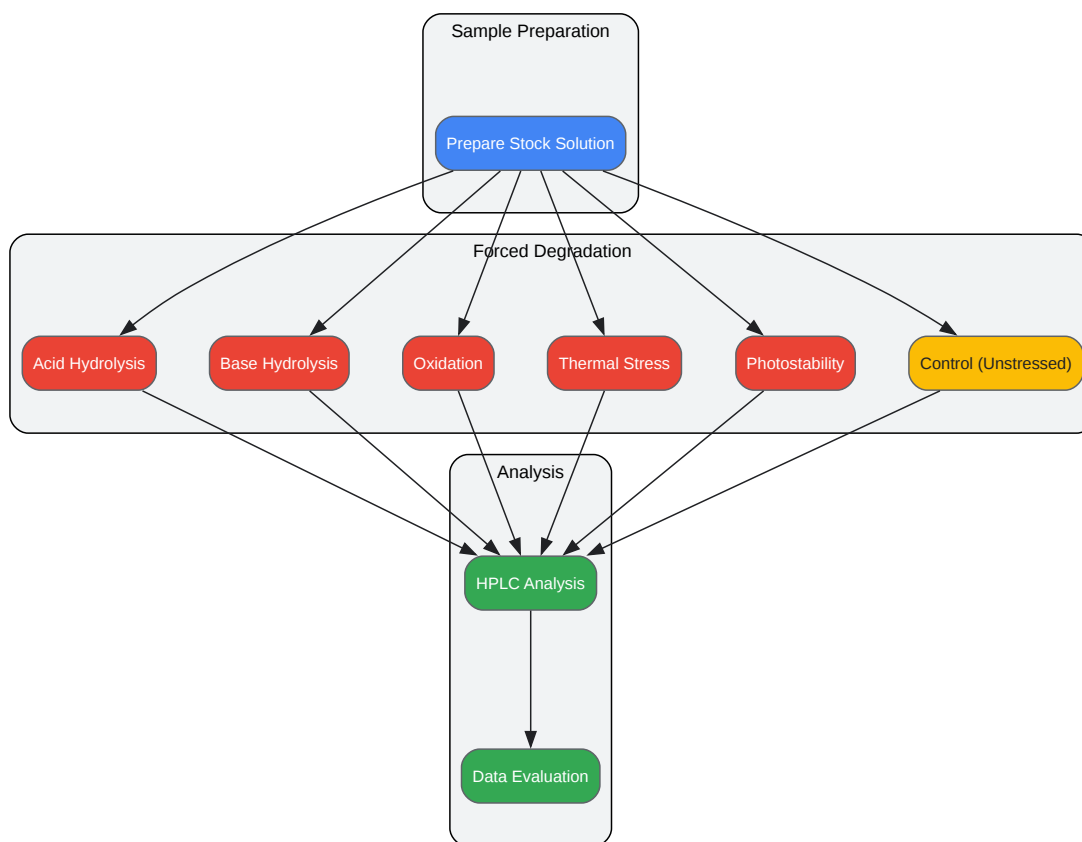 Sample Preparation
Prepare Stock Solution
Forced Degradation
Acid Hydrolysis
Base Hydrolysis
Oxidation
Thermal Stress
Photostability
Control (Unstressed)
Analysis
HPLC Analysis
Data Evaluation